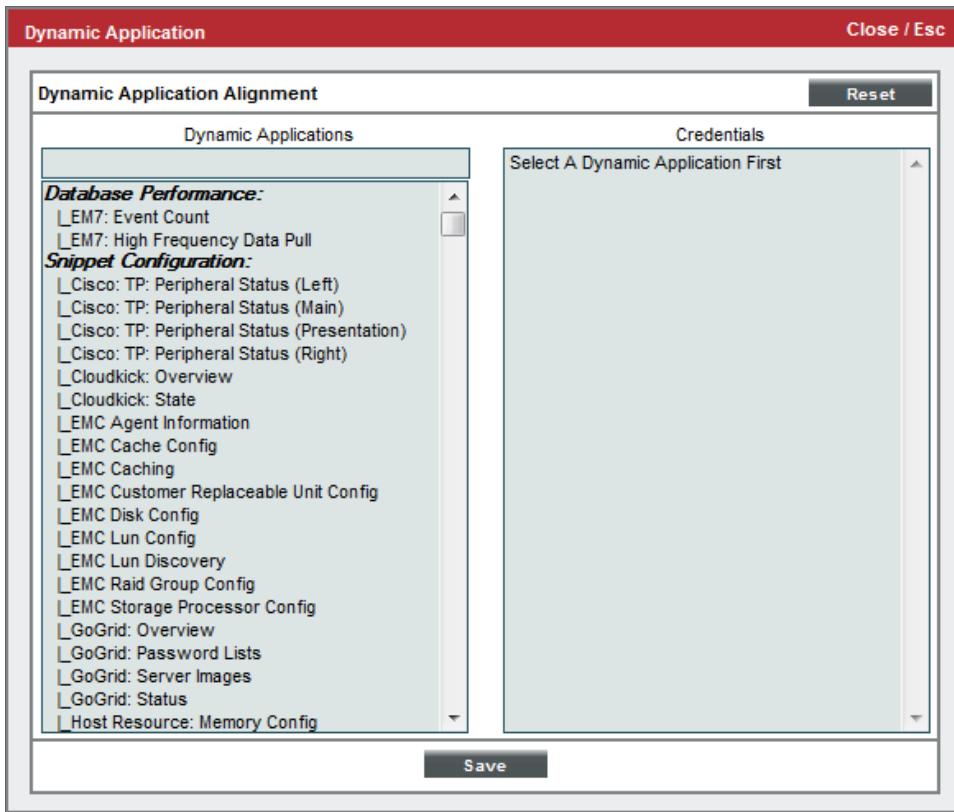 Dynamic Application
Close / Esc
Dynamic Application Alignment
Reset
Dynamic Applications
Credentials
Select A Dynamic Application First
Database Performance:
|_EM7: Event Count
|_EM7: High Frequency Data Pull
Snippet Configuration:
|_Cisco: TP: Peripheral Status (Left)
|_Cisco: TP: Peripheral Status (Main)
|_Cisco: TP: Peripheral Status (Presentation)
|_Cisco: TP: Peripheral Status (Right)
|_Cloudkick: Overview
|_Cloudkick: State
|_EMC Agent Information
|_EMC Cache Config
|_EMC Caching
|_EMC Customer Replaceable Unit Config
|_EMC Disk Config
|_EMC Lun Config
|_EMC Lun Discovery
|_EMC Raid Group Config
|_EMC Storage Processor Config
|_GoGrid: Overview
|_GoGrid: Password Lists
|_GoGrid: Server Images
|_GoGrid: Status
|_Host Resource: Memory Config
Save